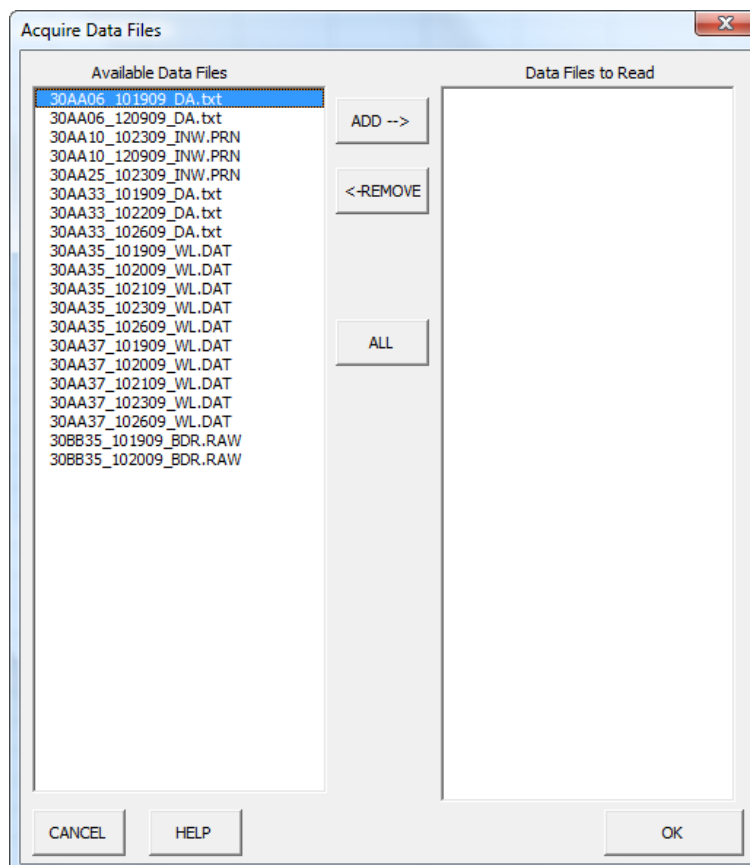 Acquire Data Files
Available Data Files
Data Files to Read
30AA06_101909_DA.txt
30AA06_120909_DA.txt
30AA10_102309_INW.PRN
30AA10_120909_INW.PRN
30AA25_102309_INW.PRN
30AA33_101909_DA.txt
30AA33_102209_DA.txt
30AA33_102609_DA.txt
30AA35_101909_WL.DAT
30AA35_102009_WL.DAT
30AA35_102109_WL.DAT
30AA35_102309_WL.DAT
30AA35_102609_WL.DAT
30AA37_101909_WL.DAT
30AA37_102009_WL.DAT
30AA37_102109_WL.DAT
30AA37_102309_WL.DAT
30AA37_102609_WL.DAT
30BB35_101909_BDR.RAW
30BB35_102009_BDR.RAW
ADD -->
<-REMOVE
ALL
CANCEL
HELP
OK